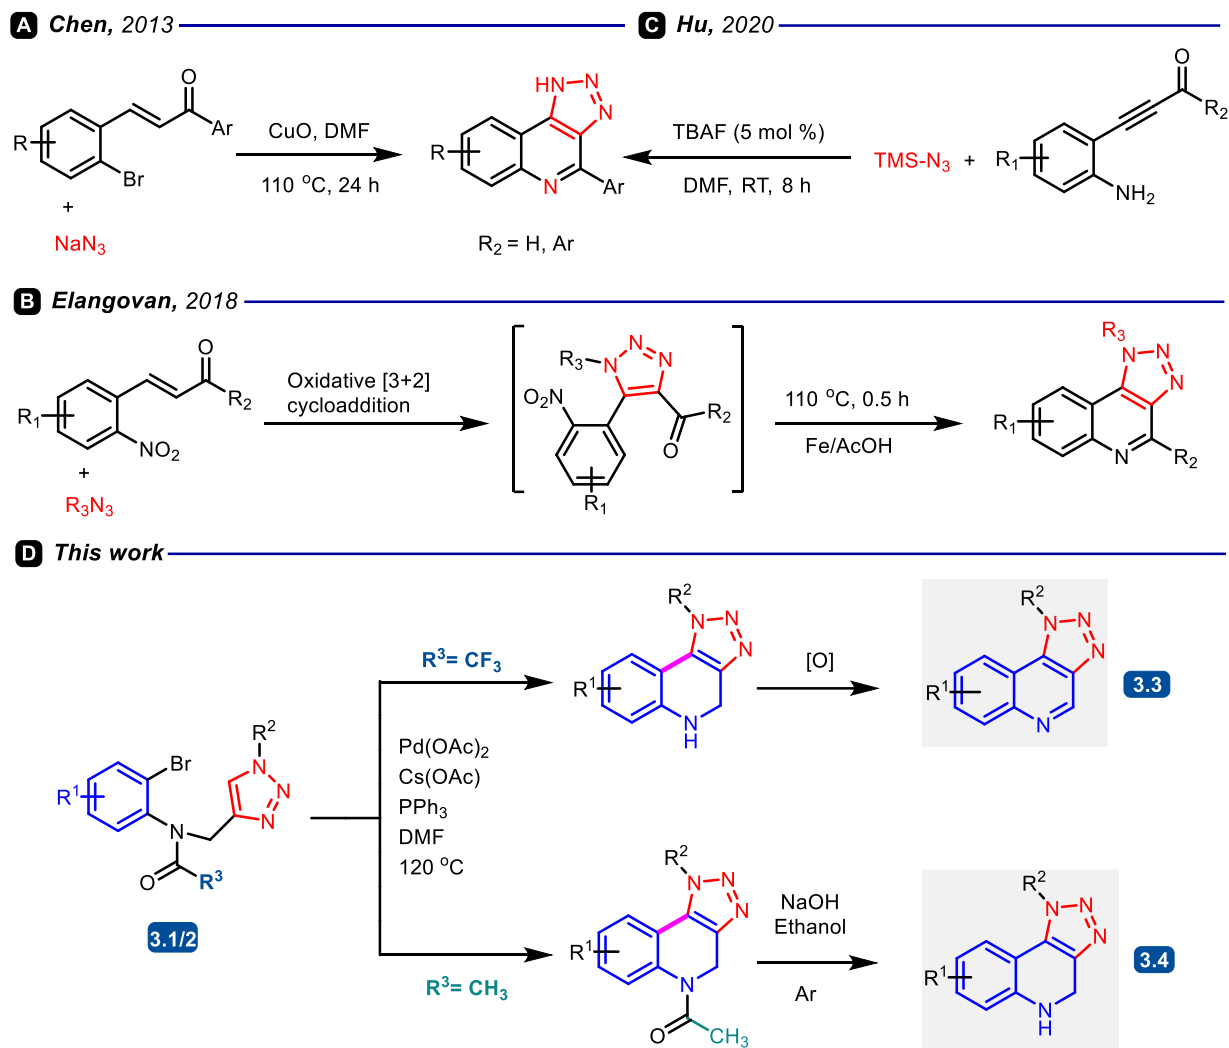 A Chen, 2013
O
R
Ar
Br
+
NaN3
CuO, DMF
110 °C, 24 h
HN
N
N
R
N
Ar
R2 = H, Ar
C Hu, 2020
TBAF (5 mol %)
DMF, RT, 8 h
TMS-N3 +
O
R2
R1
NH2
B Elangovan, 2018
O
R2
R1
NO2
+
R3N3
Oxidative [3+2]
cycloaddition
R3
N
N
N
O2N
R2
O
R1
110 °C, 0.5 h
Fe/AcOH
R3
N
N
N
R1
N
R2
D This work
R2
Br
N
N
N
R1
N
O
R3
3.1/2
R3= CF3
Pd(OAc)2
Cs(OAc)
PPh3
DMF
120 °C
R3= CH3
R2
N
N
N
R1
N
H
[O]
R2
N
N
N
R1
N
3.3
R2
N
N
N
R1
N
O
CH3
NaOH
Ethanol
Ar
R2
N
N
N
R1
N
H
3.4